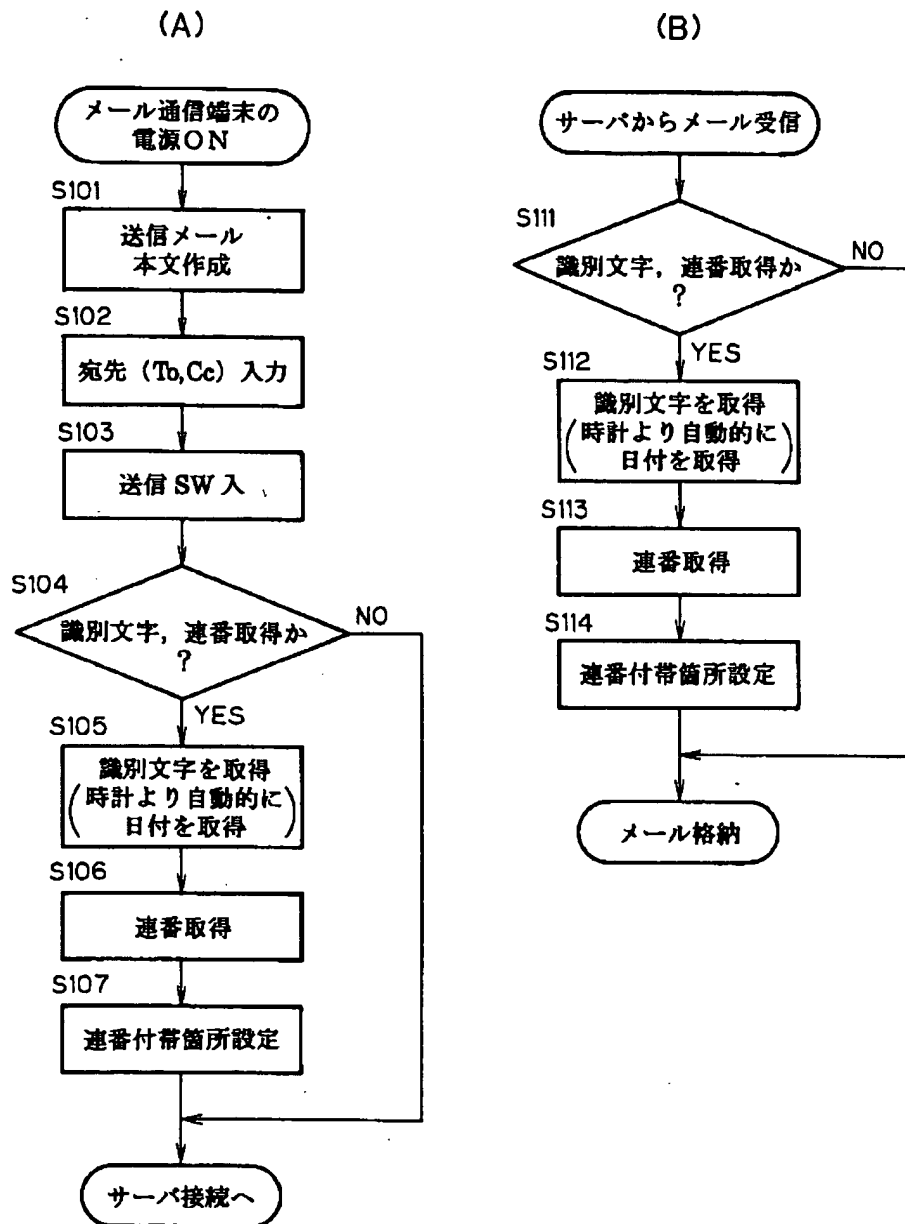 (A)
メール通信端末の
電源ON
S101
送信メール
本文作成
S102
宛先 (To,Cc) 入力
S103
送信 SW 入
S104
識別文字, 連番取得か
?
NO
YES
S105
識別文字を取得
(時計より自動的に
日付を取得)
S106
連番取得
S107
連番付帯箇所設定
サーバ接続へ
(B)
サーバからメール受信
S111
識別文字, 連番取得か
?
NO
YES
S112
識別文字を取得
(時計より自動的に
日付を取得)
S113
連番取得
S114
連番付帯箇所設定
メール格納